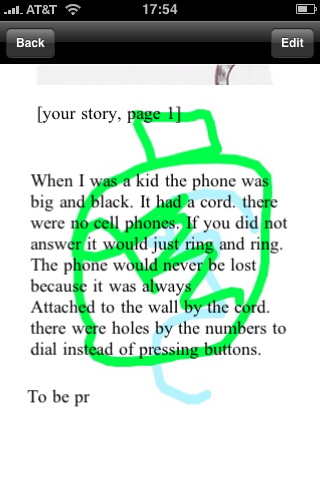 AT&T 17:54
Back Edit
[your story, page 1]
When I was a kid the phone was
big and black. It had a cord. there
were no cell phones. If you did not
answer it would just ring and ring.
The phone would never be lost
because it was always
Attached to the wall by the cord.
there were holes by the numbers to
dial instead of pressing buttons.
To be pr